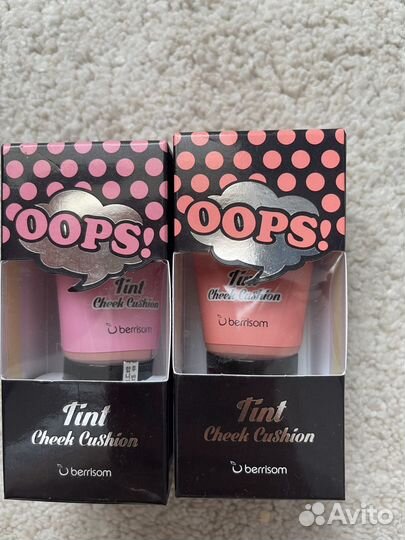 OOPS!
Tint
Cheek Cushion
berrisom
Tint
Cheek Cushion
berrisom
OOPS!
Tint
Cheek Cushion
berrisom
Tint
Cheek Cushion
berrisom
Avito